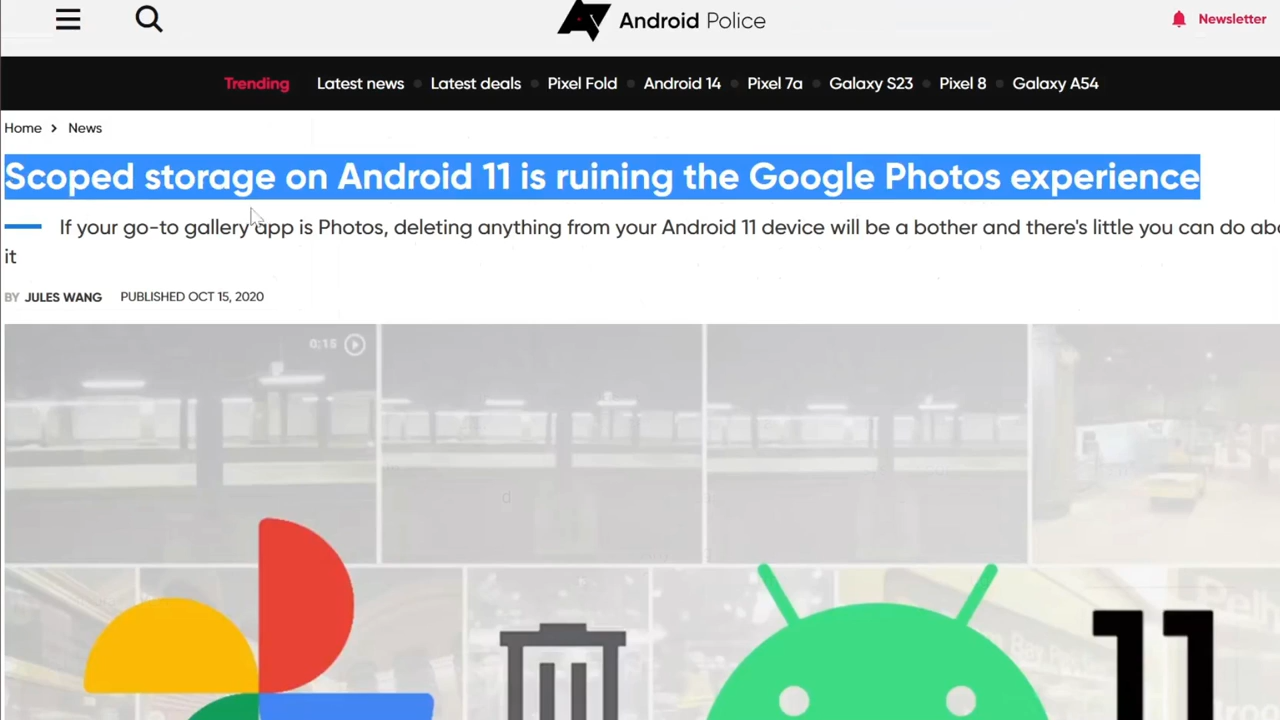 Android Police
Newsletter
Trending Latest news Latest deals Pixel Fold Android 14 Pixel 7a Galaxy S23 Pixel 8 Galaxy A54
Home > News
Scoped storage on Android 11 is ruining the Google Photos experience
If your go-to gallery app is Photos, deleting anything from your Android 11 device will be a bother and there's little you can do
it
BY JULES WANG PUBLISHED OCT 15, 2020
0:15
11